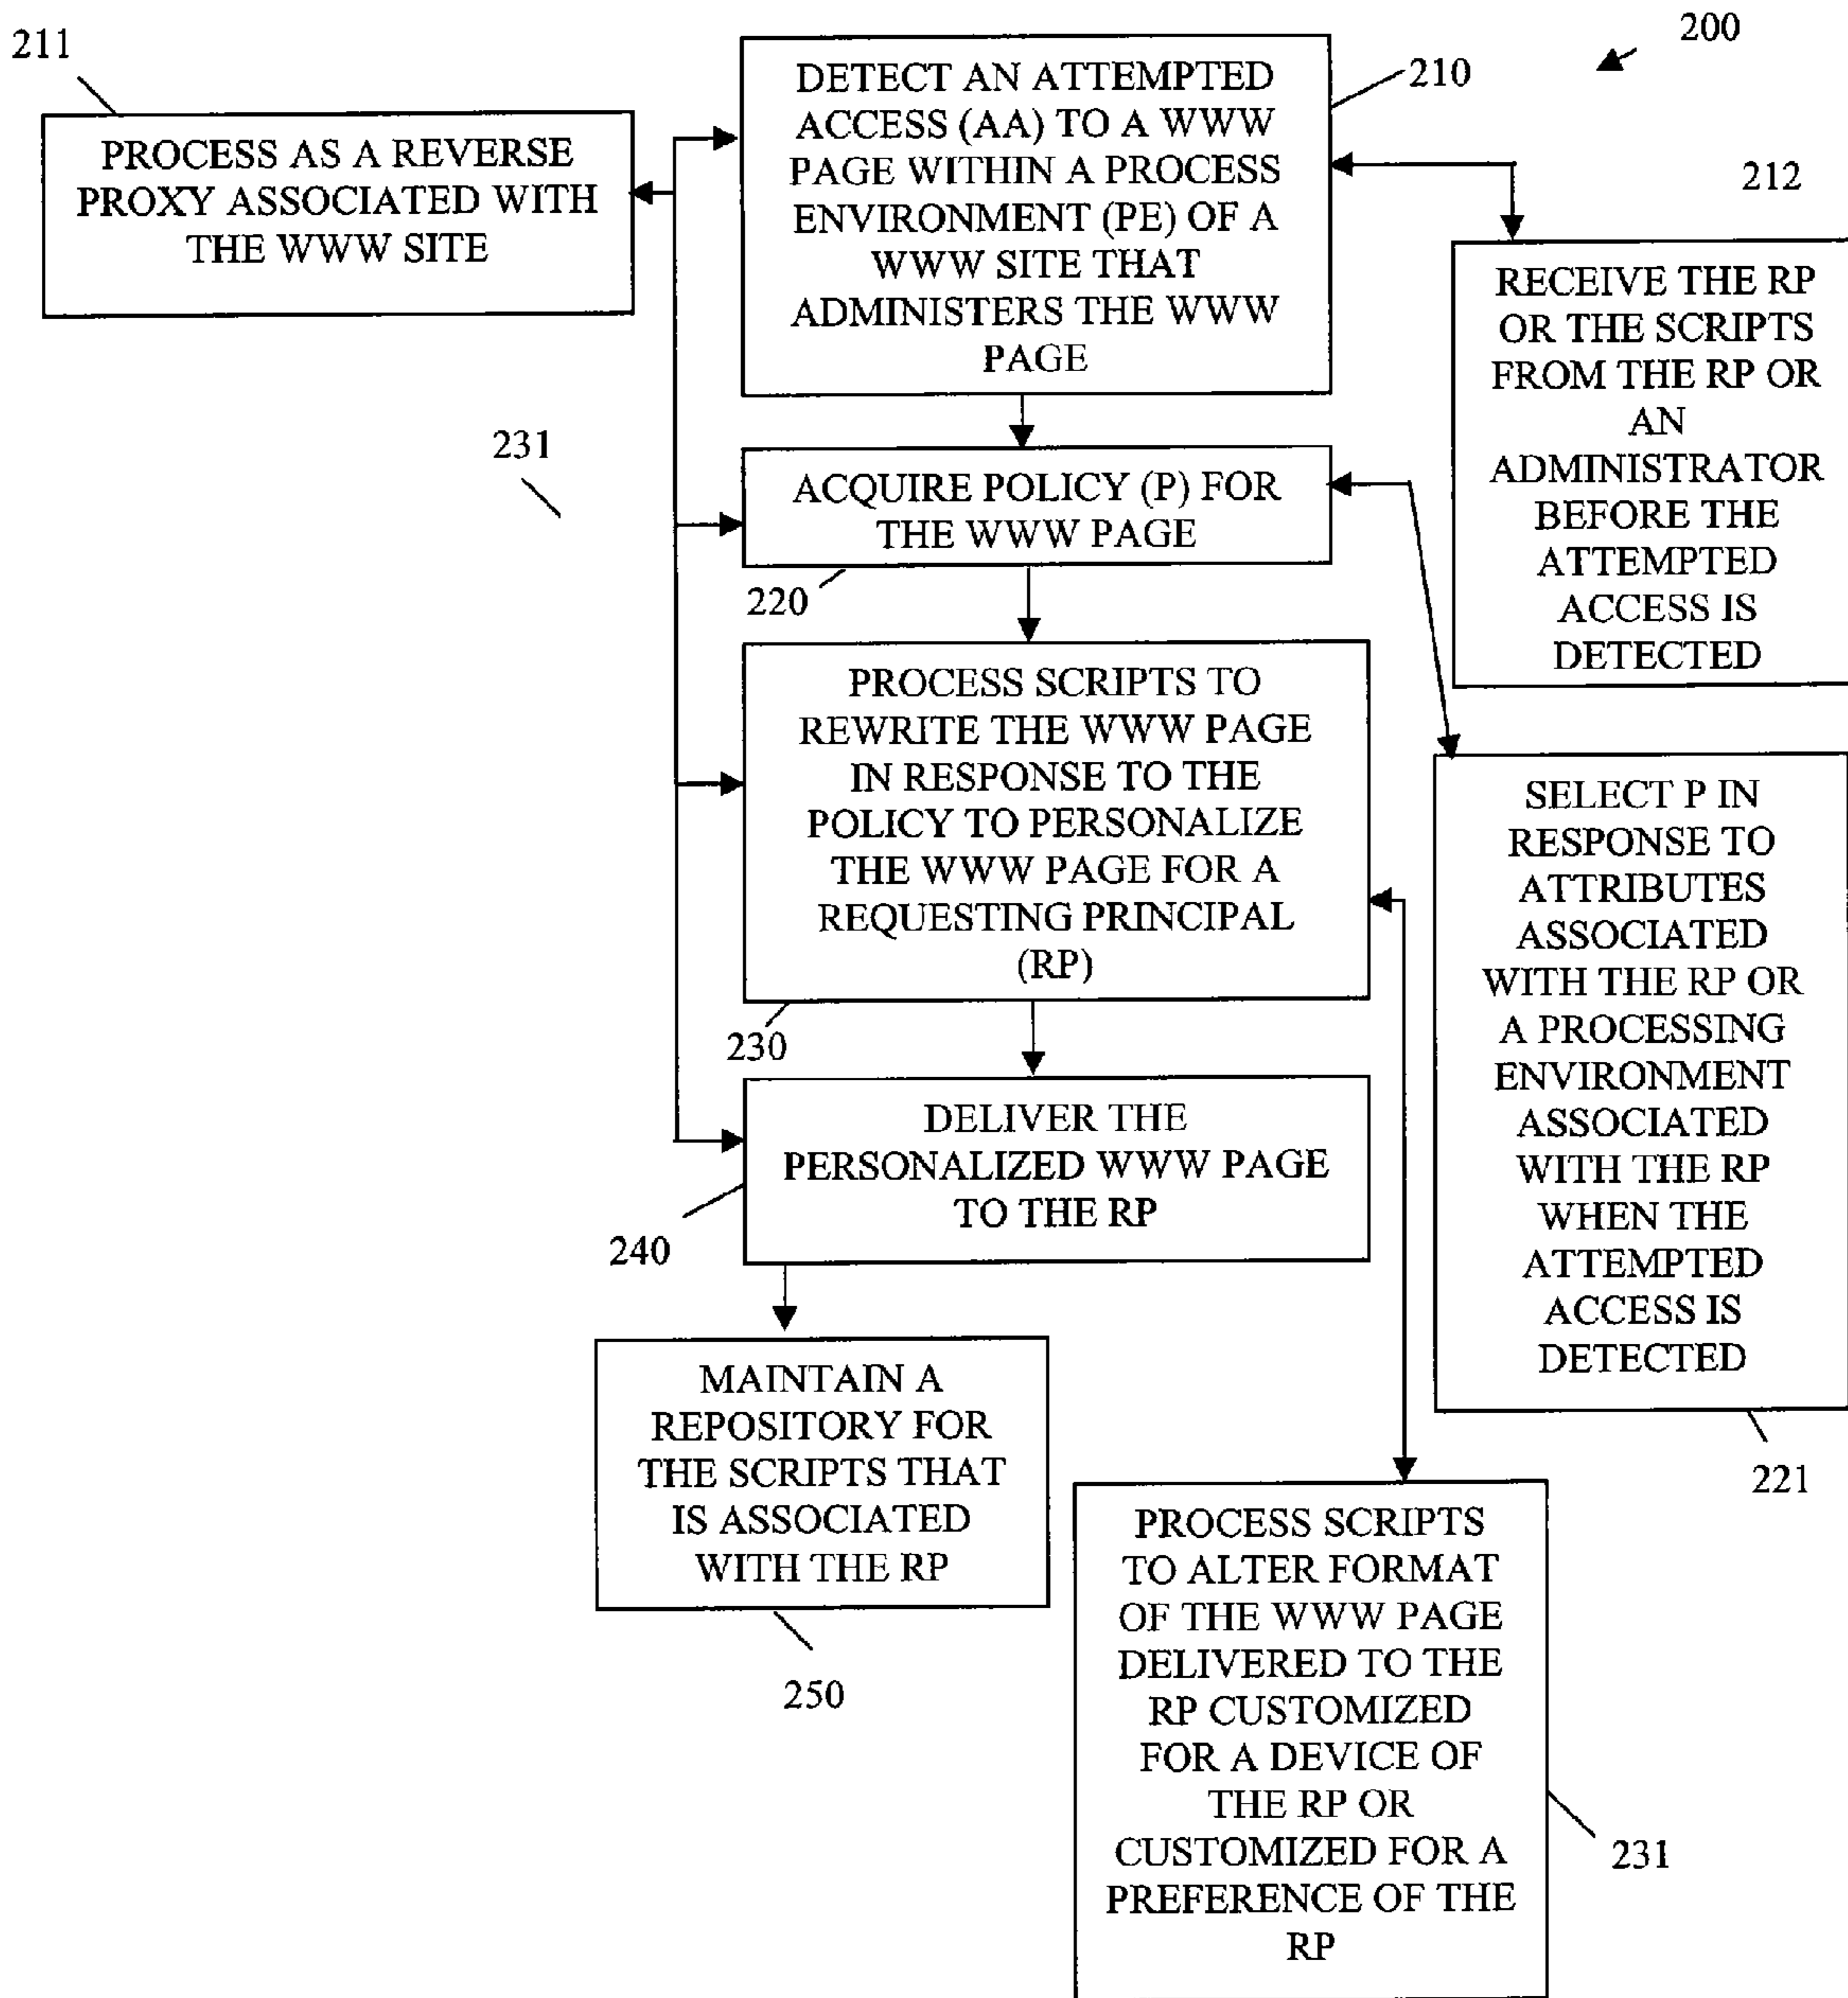 200
211
PROCESS AS A REVERSE
PROXY ASSOCIATED WITH
THE WWW SITE
DETECT AN ATTEMPTED
ACCESS (AA) TO A WWW
PAGE WITHIN A PROCESS
ENVIRONMENT (PE) OF A
WWW SITE THAT
ADMINISTERS THE WWW
PAGE
210
212
RECEIVE THE RP
OR THE SCRIPTS
FROM THE RP OR
AN
ADMINISTRATOR
BEFORE THE
ATTEMPTED
ACCESS IS
DETECTED
231
ACQUIRE POLICY (P) FOR
THE WWW PAGE
220
PROCESS SCRIPTS TO
REWRITE THE WWW PAGE
IN RESPONSE TO THE
POLICY TO PERSONALIZE
THE WWW PAGE FOR A
REQUESTING PRINCIPAL
(RP)
230
SELECT P IN
RESPONSE TO
ATTRIBUTES
ASSOCIATED
WITH THE RP OR
A PROCESSING
ENVIRONMENT
ASSOCIATED
WITH THE RP
WHEN THE
ATTEMPTED
ACCESS IS
DETECTED
221
DELIVER THE
PERSONALIZED WWW PAGE
TO THE RP
240
MAINTAIN A
REPOSITORY FOR
THE SCRIPTS THAT
IS ASSOCIATED
WITH THE RP
250
PROCESS SCRIPTS
TO ALTER FORMAT
OF THE WWW PAGE
DELIVERED TO THE
RP CUSTOMIZED
FOR A DEVICE OF
THE RP OR
CUSTOMIZED FOR A
PREFERENCE OF THE
RP
231